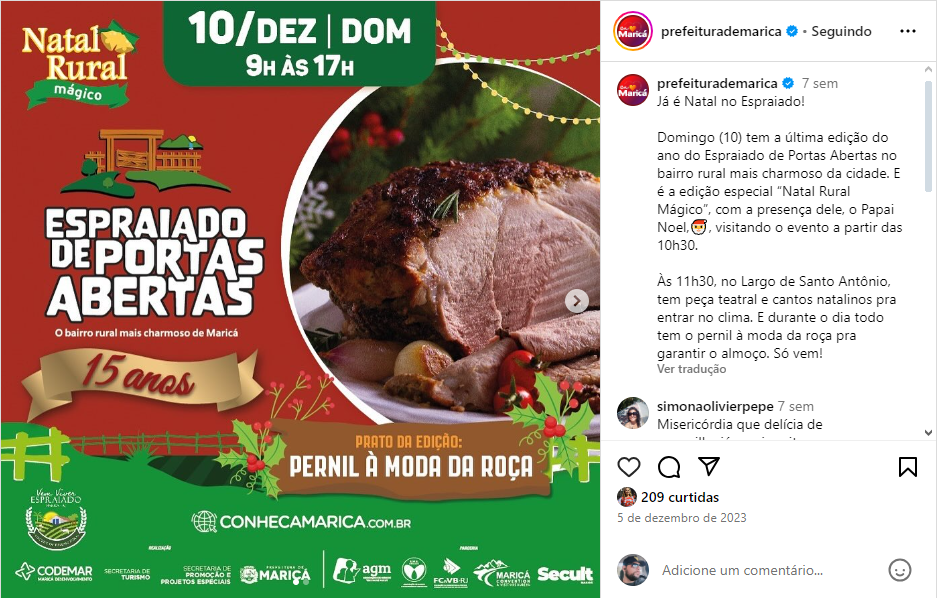 Natal
Rural
mágico
10/DEZ | DOM
9H ÀS 17H
ESPRAIADO
DE PORTAS
ABERTAS
O bairro rural mais charmoso de Maricá
15 anos
PRATO DA EDIÇÃO:
PERNIL À MODA DA ROÇA
Vem Viver
ESPRAIADO
CONHECAMARICA.COM.BR
REALIZAÇÃO
PARCERIA
CODEMAR
MARICÁ DESENVOLVIMENTO
SECRETARIA DE
TURISMO
SECRETARIA DE
PROMOÇÃO E
PROJETOS ESPECIAIS
PREFEITURA DE
MARICÁ
agm
FC&VB-RJ
MARICÁ
CONVENTION
Secult
prefeiturademarica • Seguindo
prefeiturademarica 7 sem
Já é Natal no Espraiado!
Domingo (10) tem a última edição do
ano do Espraiado de Portas Abertas no
bairro rural mais charmoso da cidade. E
é a edição especial “Natal Rural
Mágico”, com a presença dele, o Papai
Noel,🎅, visitando o evento a partir das
10h30.
Às 11h30, no Largo de Santo Antônio,
tem peça teatral e cantos natalinos pra
entrar no clima. E durante o dia todo
tem o pernil à moda da roça pra
garantir o almoço. Só vem!
Ver tradução
simonaolivierpepe 7 sem
Misericórdia que delícia de
209 curtidas
5 de dezembro de 2023
Adicione um comentário...